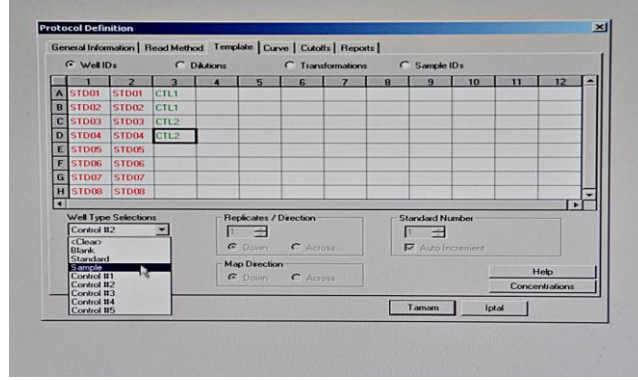 Protocol Definition
General Information Read Method Template Curve Cutoffs Reports
Well IDs Dilutions Transformations Sample IDs
1 2 3 4 5 6 7 8 9 10 11 12
A STD01 STD01 CTL1
B STD02 STD02 CTL1
C STD03 STD03 CTL2
D STD04 STD04 CTL2
E STD05 STD05
F STD06 STD06
G STD07 STD07
H STD08 STD08
Well Type Selections Replicates / Direction Standard Number
Control #2 1 1
Down Across Auto Increment
<Clear>
Blank
Standard
Sample Map Direction
Control #1 Down Across Help
Control #2
Control #3 Concentrations
Control #4
Control #5 Tamam Iptal